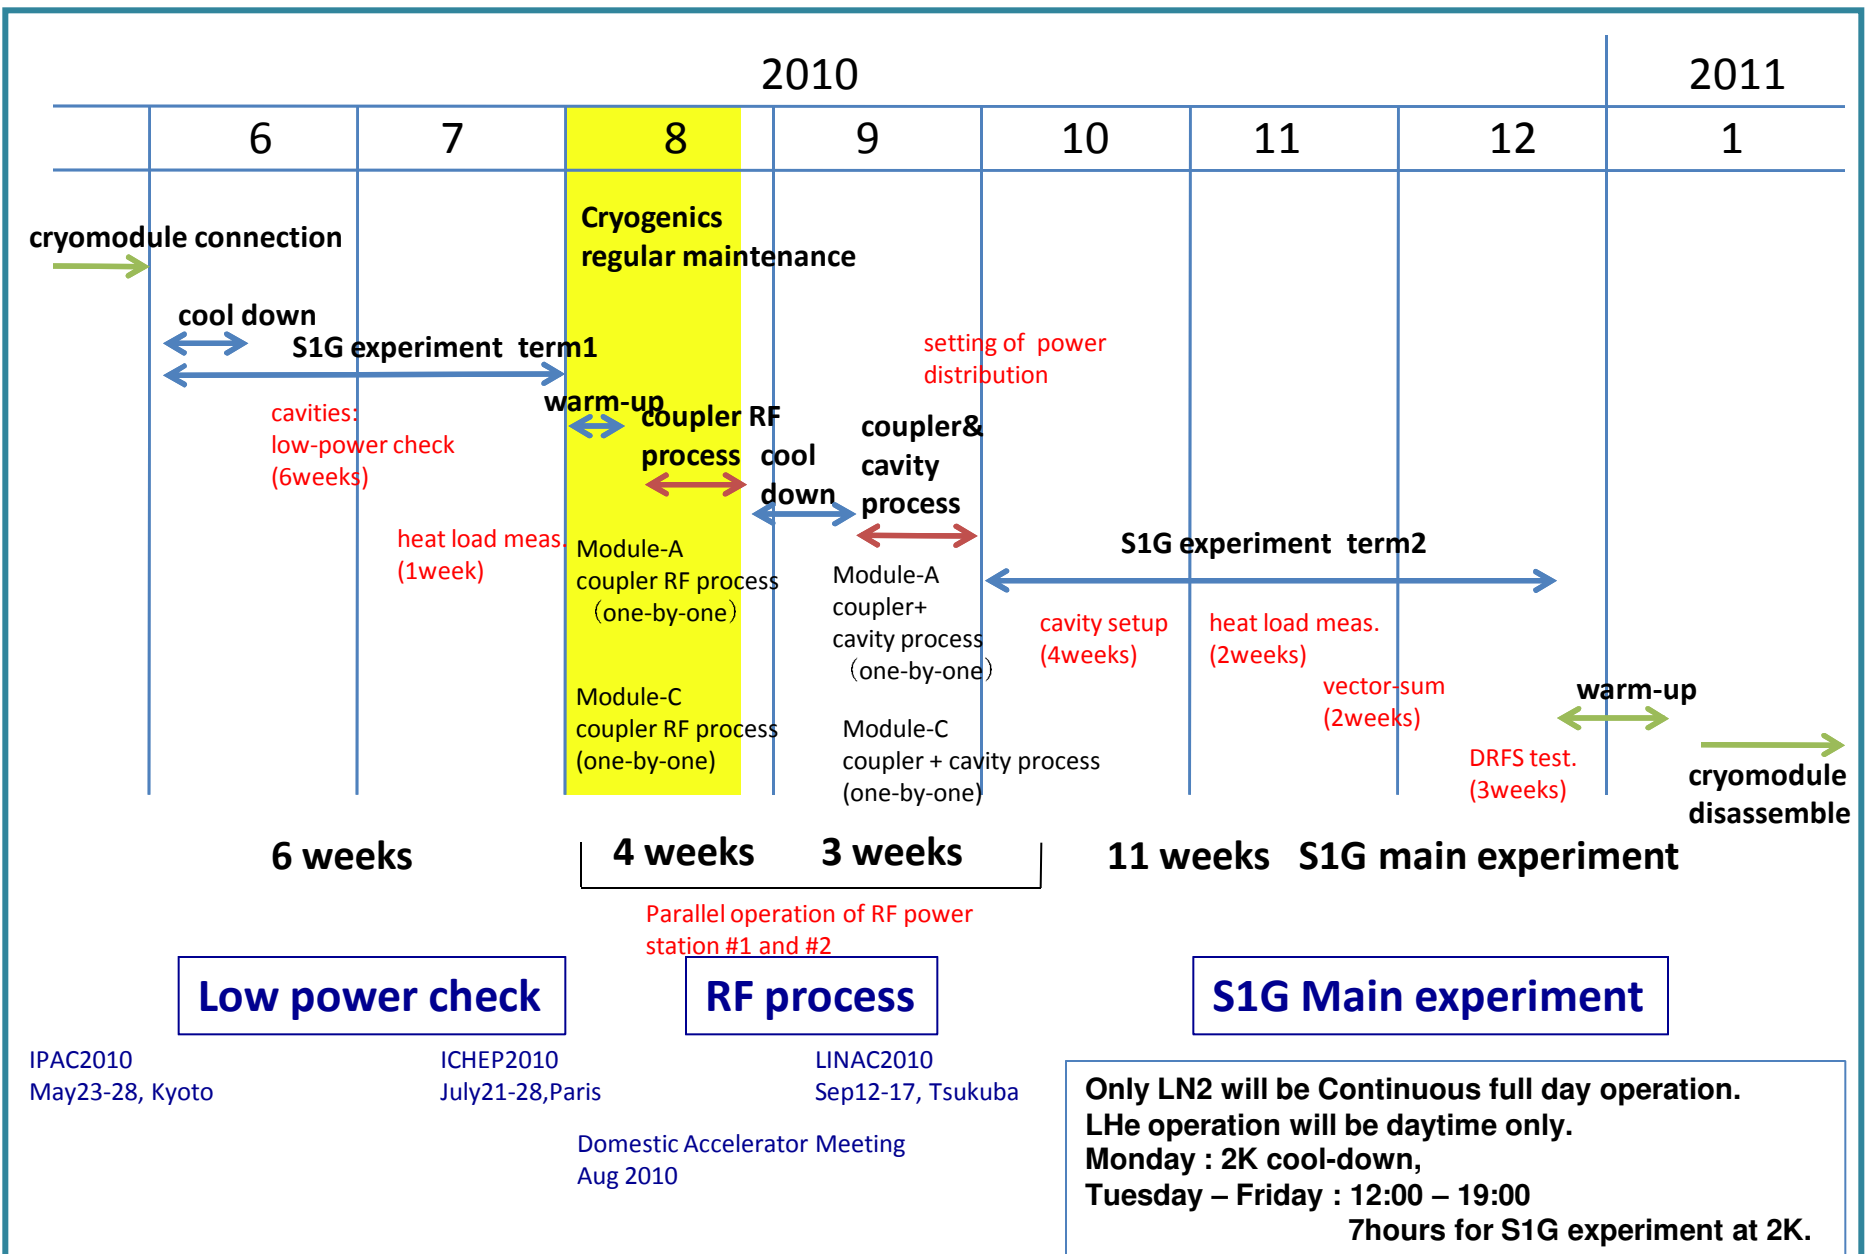 2010
2011
6
7
8
9
10
11
12
1
cryomodule connection
Cryogenics
regular maintenance
cool down
S1G experiment  term1
setting of  power
distribution
warm-up
cavities:
low-power check
(6weeks)
coupler RF
process
cool
down
coupler&
cavity
process
heat load meas.
(1week)
Module-A
coupler RF process
（one-by-one）
Module-A
coupler+
cavity process
（one-by-one）
S1G experiment  term2
cavity setup
(4weeks)
heat load meas.
(2weeks)
Module-C
coupler RF process
(one-by-one)
Module-C
coupler + cavity process
(one-by-one)
vector-sum
(2weeks)
warm-up
DRFS test.
(3weeks)
cryomodule
disassemble
6 weeks
4 weeks
3 weeks
11 weeks   S1G main experiment
Parallel operation of RF power
station #1 and #2
Low power check
RF process
S1G Main experiment
IPAC2010
May23-28, Kyoto
ICHEP2010
July21-28,Paris
LINAC2010
Sep12-17, Tsukuba
Domestic Accelerator Meeting
Aug 2010
Only LN2 will be Continuous full day operation.
LHe operation will be daytime only.
Monday : 2K cool-down,
Tuesday – Friday : 12:00 – 19:00
7hours for S1G experiment at 2K.